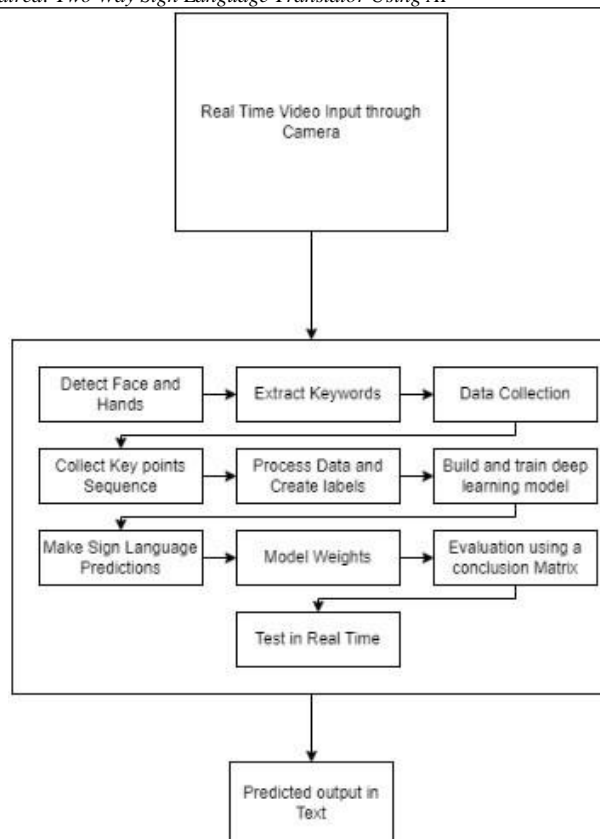 Two Way Sign Language Translator Using AI
Real Time Video Input through
Camera
Detect Face and
Hands
Extract Keywords
Data Collection
Collect Key points
Sequence
Process Data and
Create labels
Build and train deep
learning model
Make Sign Language
Predictions
Model Weights
Evaluation using a
conclusion Matrix
Test in Real Time
Predicted output in
Text